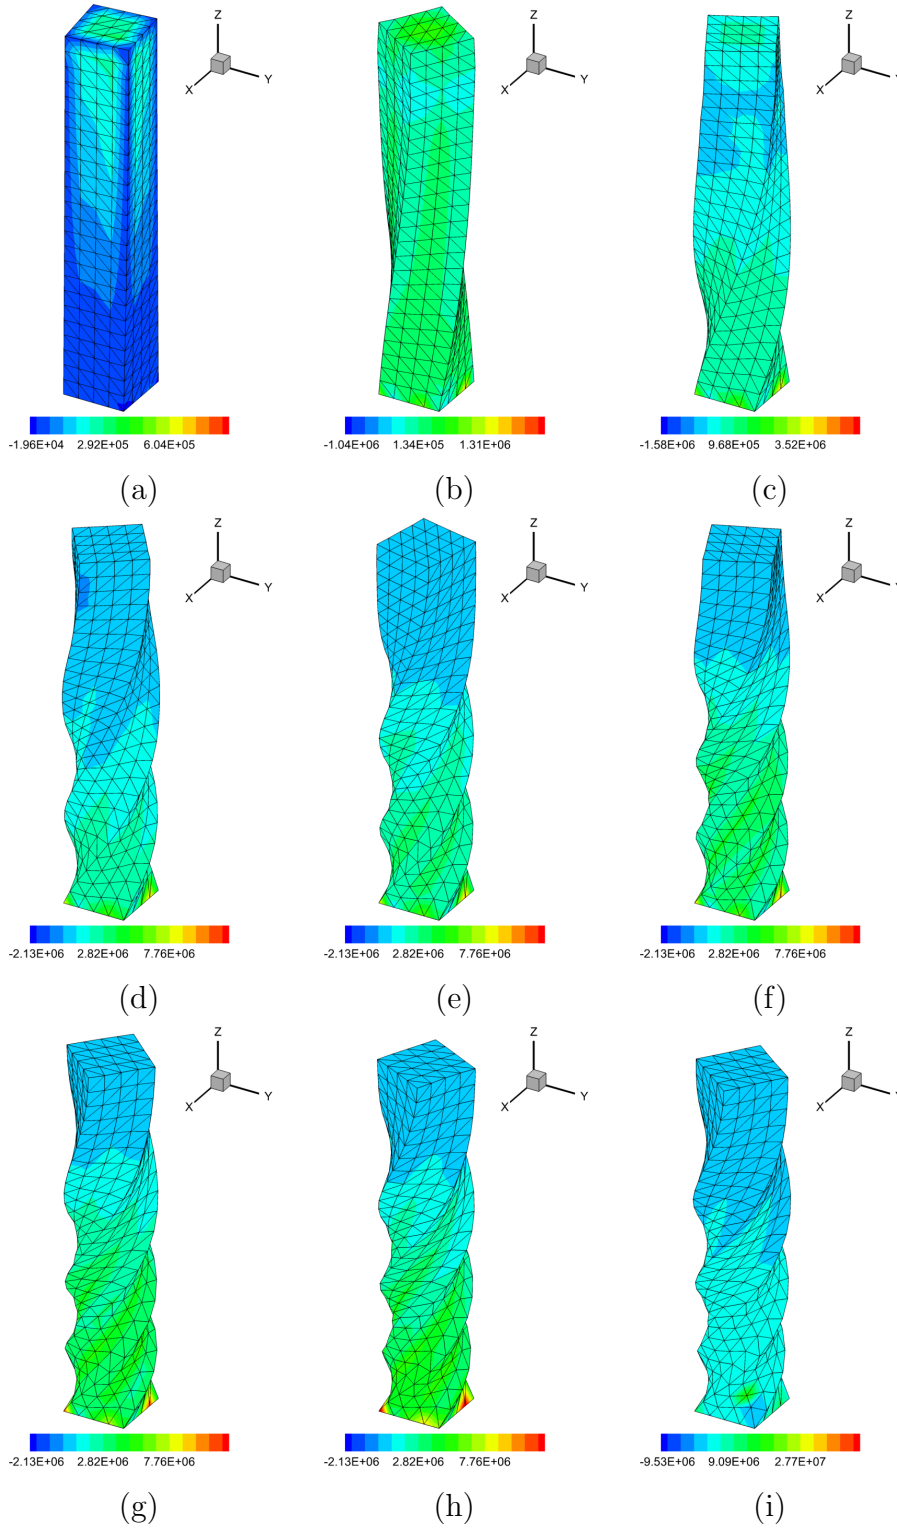 Z
X
Y
Z
X
Y
Z
X
Y
-1.96E+04 2.92E+05 6.04E+05
-1.04E+06 1.34E+05 1.31E+06
-1.58E+06 9.68E+05 3.52E+06
(a)
(b)
(c)
Z
X
Y
Z
X
Y
Z
X
Y
-2.13E+06 2.82E+06 7.76E+06
-2.13E+06 2.82E+06 7.76E+06
-2.13E+06 2.82E+06 7.76E+06
(d)
(e)
(f)
Z
X
Y
Z
X
Y
Z
X
Y
-2.13E+06 2.82E+06 7.76E+06
-2.13E+06 2.82E+06 7.76E+06
-9.53E+06 9.09E+06 2.77E+07
(g)
(h)
(i)